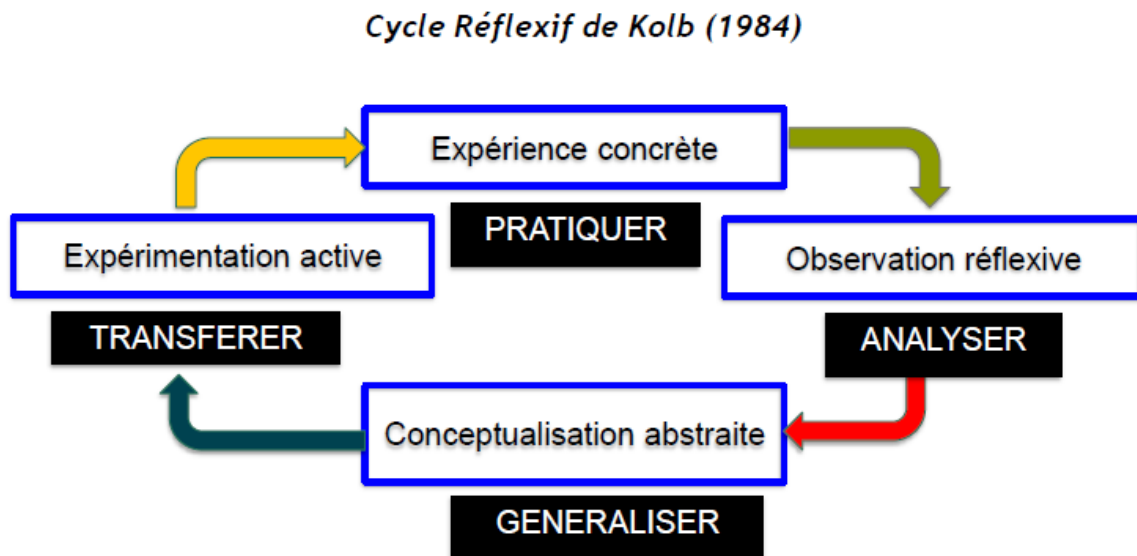 Cycle Réflexif de Kolb (1984)
Expérience concrète
PRATIQUER
Observation réflexive
ANALYSER
Conceptualisation abstraite
GENERALISER
Expérimentation active
TRANSFERER